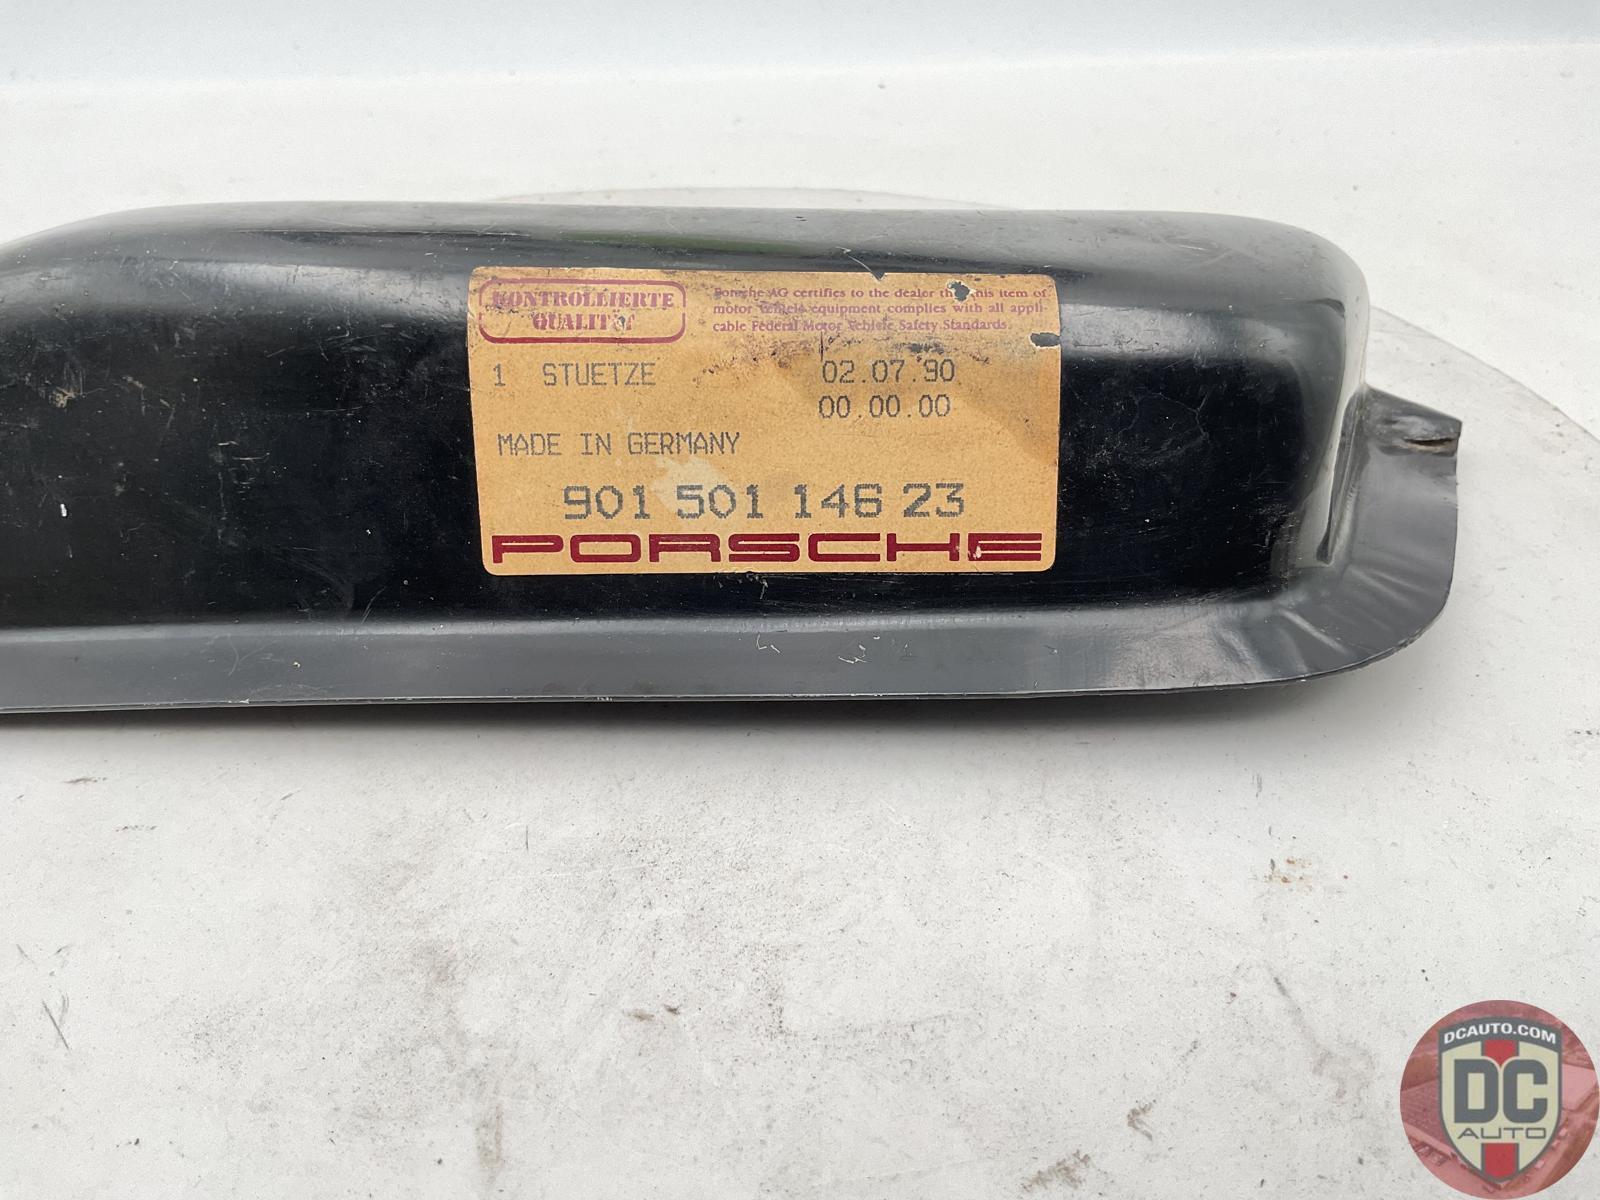 KONTROLLIERTE
QUALITÄT
Porsche AG certifies to the dealer that this item of
motor vehicle equipment complies with all appli-
cable Federal Motor Vehicle Safety Standards.
1 STUETZE 02.07.90
00.00.00
MADE IN GERMANY
901 501 146 23
PORSCHE
DCAUTO.COM
DC
AUTO